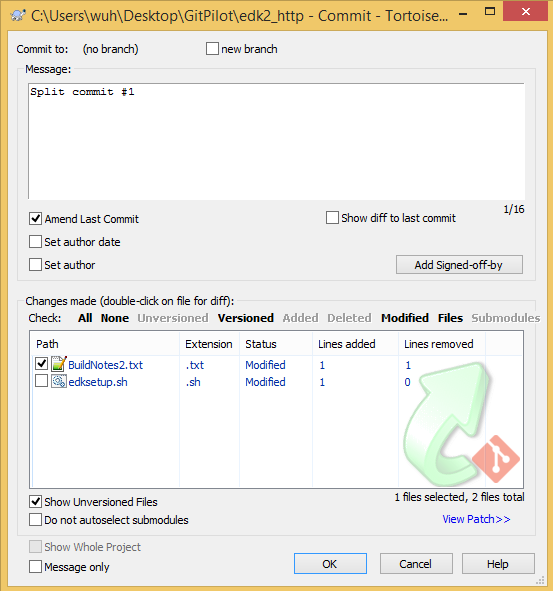 C:\Users\wuh\Desktop\GitPilot\edk2_http - Commit - Tortoise...
Commit to: (no branch) new branch
Message:
Split commit #1
1/16
Amend Last Commit Show diff to last commit
Set author date
Set author Add Signed-off-by
Changes made (double-click on file for diff):
Check: All None Unversioned Versioned Added Deleted Modified Files Submodules
Path Extension Status Lines added Lines removed
BuildNotes2.txt .txt Modified 1 1
edksetup.sh .sh Modified 1 0
Show Unversioned Files 1 files selected, 2 files total
Do not autoselect submodules View Patch>>
Show Whole Project
Message only OK Cancel Help